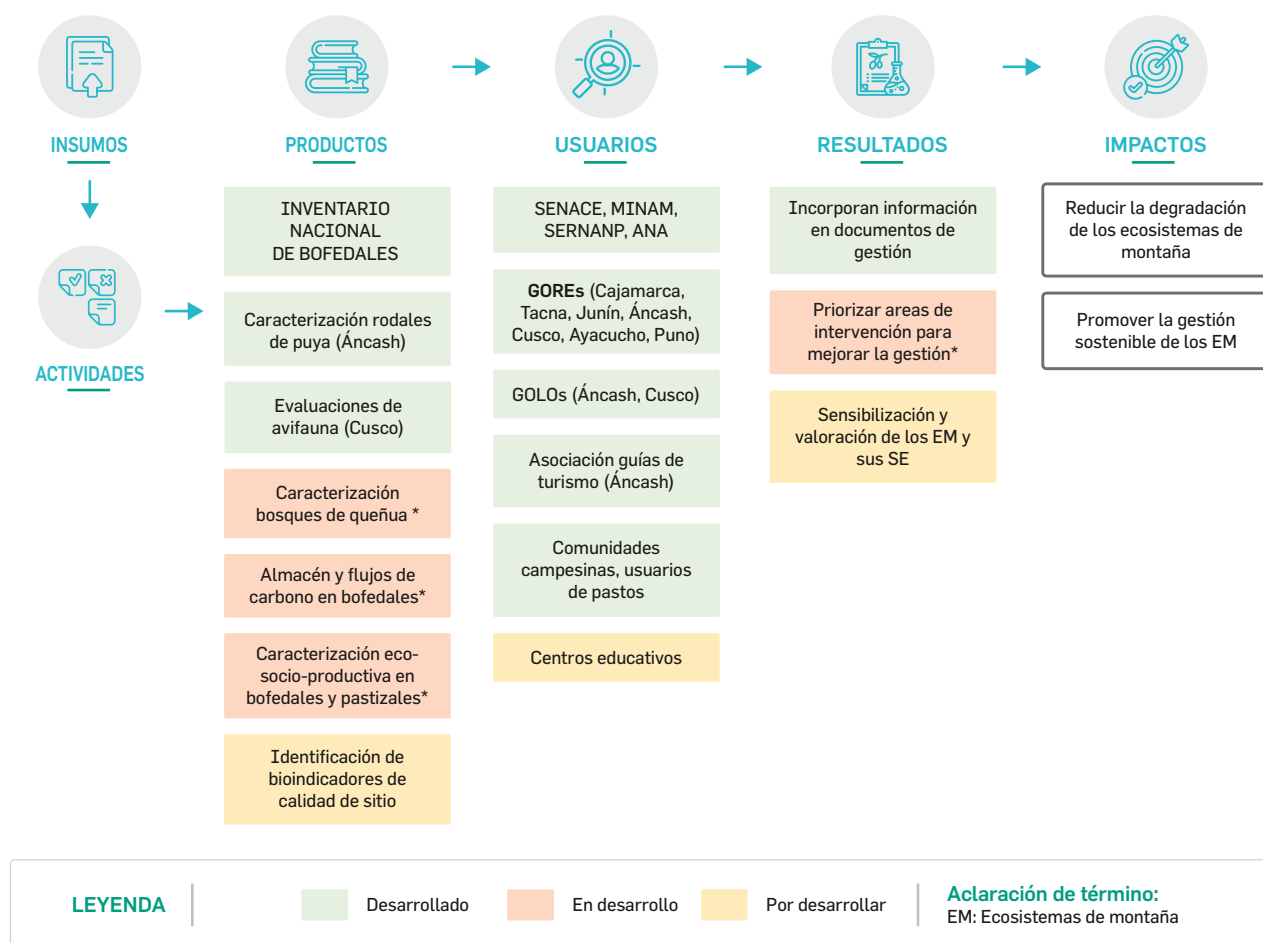 INSUMOS
ACTIVIDADES
PRODUCTOS
INVENTARIO
NACIONAL
DE BOFEDALES
Caracterización rodales
de puya (Áncash)
Evaluaciones de
avifauna (Cusco)
Caracterización
bosques de queñua *
Almacén y flujos de
carbono en bofedales*
Caracterización eco-
socio-productiva en
bofedales y pastizales*
Identificación de
bioindicadores de
calidad de sitio
USUARIOS
SENACE, MINAM,
SERNANP, ANA
GOREs (Cajamarca,
Tacna, Junín, Áncash,
Cusco, Ayacucho, Puno)
GOLOs (Áncash, Cusco)
Asociación guías de
turismo (Áncash)
Comunidades
campesinas, usuarios
de pastos
Centros educativos
RESULTADOS
Incorporan información
en documentos de
gestión
Priorizar areas de
intervención para
mejorar la gestión*
Sensibilización y
valoración de los EM y
sus SE
IMPACTOS
Reducir la degradación
de los ecosistemas de
montaña
Promover la gestión
sostenible de los EM
LEYENDA
Desarrollado
En desarrollo
Por desarrollar
Aclaración de término:
EM: Ecosistemas de montaña